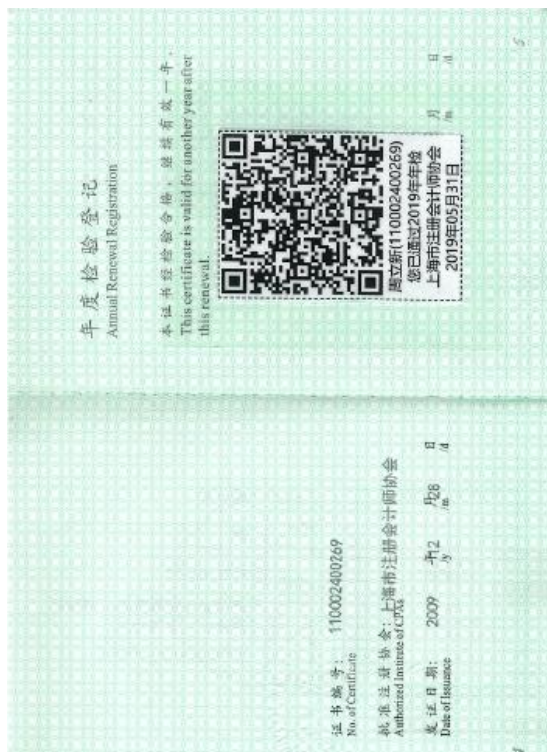 年度检验登记
Annual Renewal Registration
本证书经检验合格，继续有效一年。
This certificate is valid for another year after
this renewal.
周立新(110002400269)
您已通过2019年年检
上海市注册会计师协会
2019年05月31日
月 日
/m /d
5
证书编号： 110002400269
No. of Certificate
批准注册协会：上海市注册会计师协会
Authorized Institute of CPAs
发证日期： 2009 年12 月28 日
Date of Issuance /y /m /d